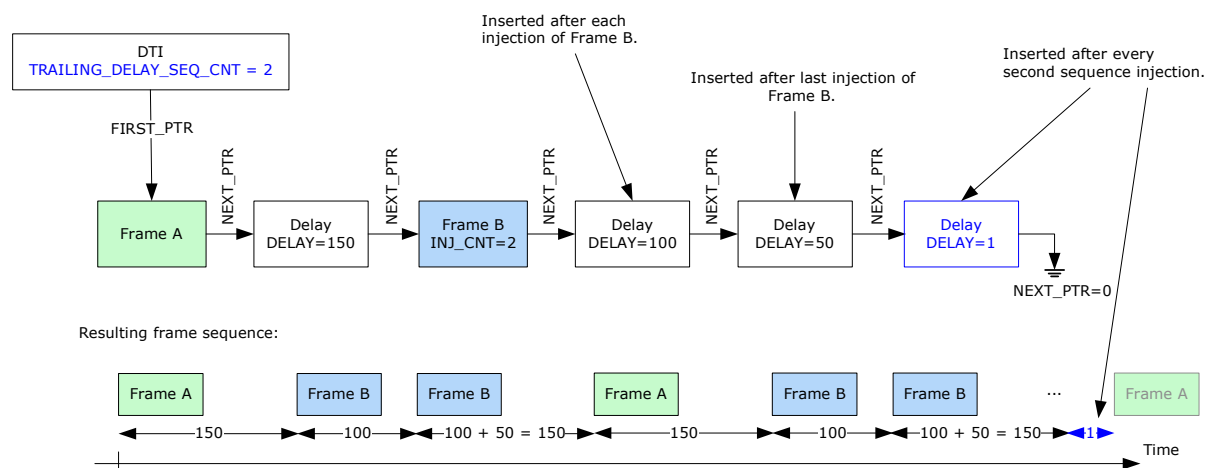 Inserted after each
injection of Frame B.
DTI
TRAILING_DELAY_SEQ_CNT = 2
Inserted after last injection of
Frame B.
Inserted after every
second sequence injection.
FIRST_PTR
NEXT_PTR
NEXT_PTR
NEXT_PTR
NEXT_PTR
NEXT_PTR
Frame A
Delay
DELAY=150
Frame B
INJ_CNT=2
Delay
DELAY=100
Delay
DELAY=50
Delay
DELAY=1
NEXT_PTR=0
Resulting frame sequence:
Frame A
Frame B
Frame B
Frame A
Frame B
Frame B
...
Frame A
150
100
100 + 50 = 150
150
100
100 + 50 = 150
1
Time